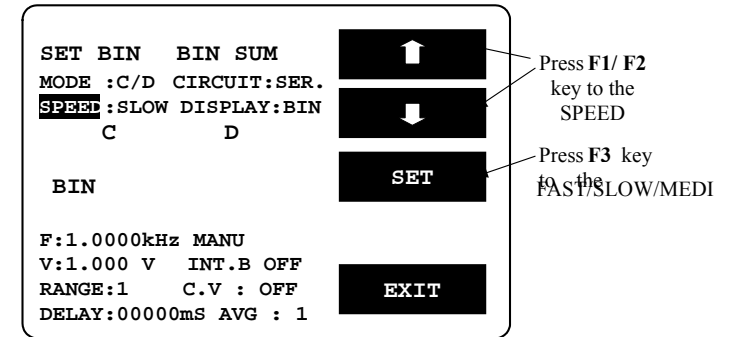 SET BIN BIN SUM
MODE :C/D CIRCUIT:SER.
SPEED:SLOW DISPLAY:BIN
C D
BIN
F:1.0000kHz MANU
V:1.000 V INT.B OFF
RANGE:1 C.V : OFF
DELAY:00000mS AVG : 1
SET
EXIT
Press F1/ F2
key to the
SPEED
Press F3 key
to the
FAST/SLOW/MEDI